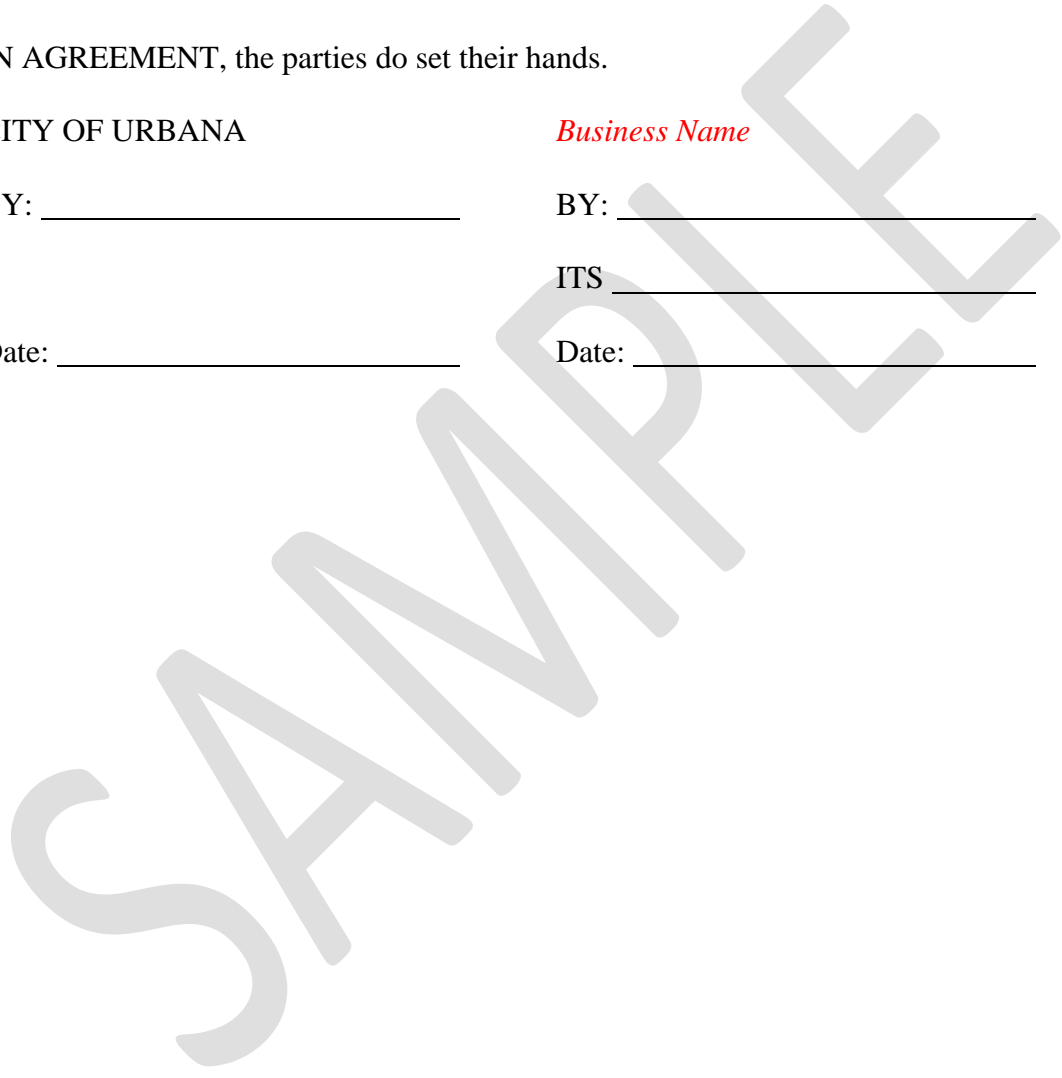 N AGREEMENT, the parties do set their hands.
ITY OF URBANA Business Name
Y: BY:
ITS
ate: Date:
SAMPLE